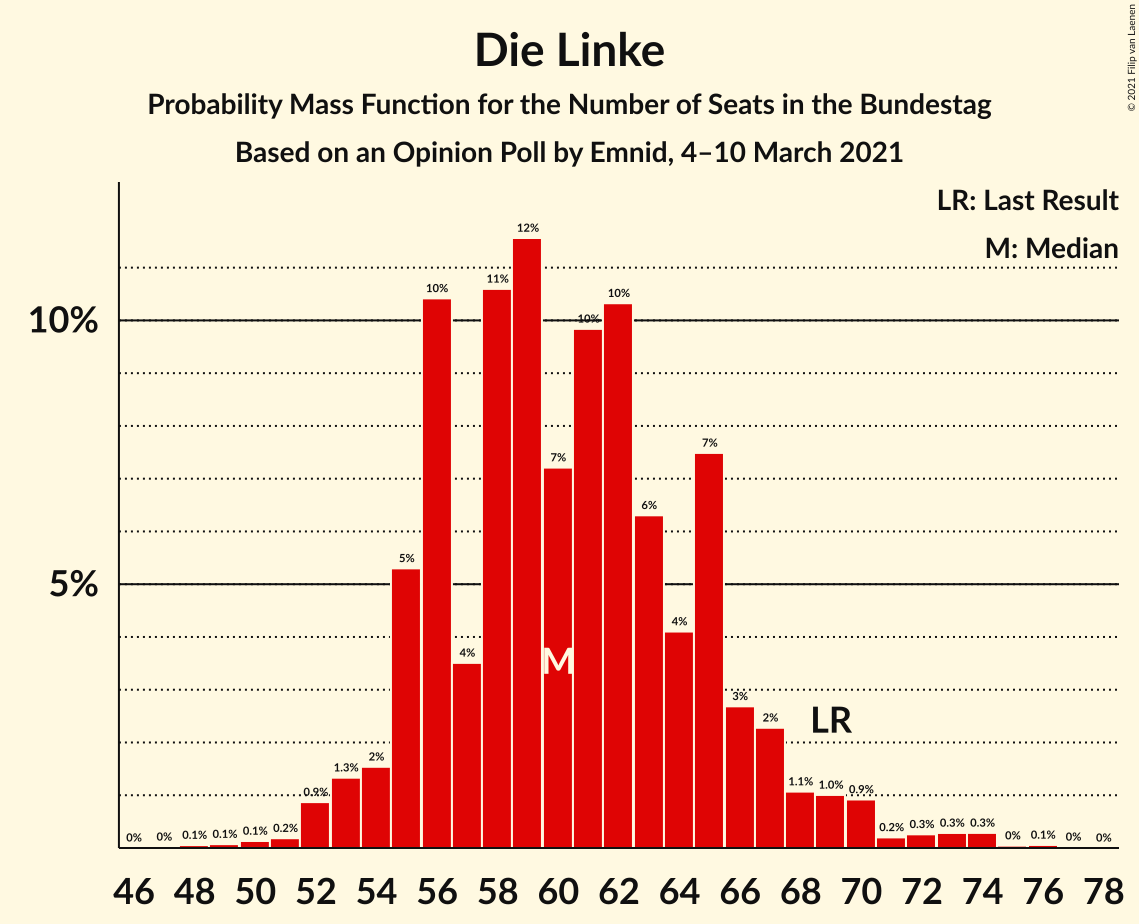 Die Linke
Probability Mass Function for the Number of Seats in the Bundestag
Based on an Opinion Poll by Emnid, 4–10 March 2021
© 2021 Filip van Laenen
LR: Last Result
M: Median
10%
5%
0% 0% 0.1% 0.1% 0.1% 0.2% 0.9% 1.3% 2% 5% 10% 4% 11% 12% 7% 10% 10% 6% 4% 7% 3% 2% 1.1% 1.0% 0.9% 0.2% 0.3% 0.3% 0.3% 0% 0.1% 0% 0%
M
LR
46 48 50 52 54 56 58 60 62 64 66 68 70 72 74 76 78